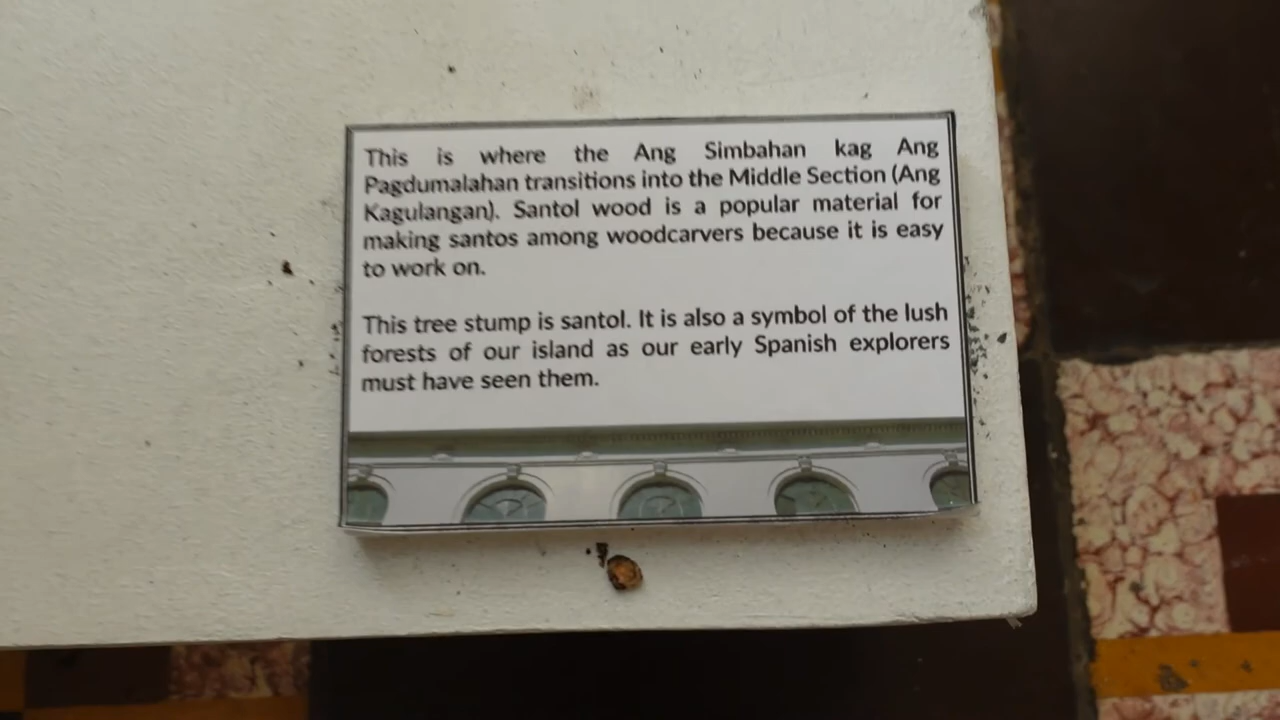 This is where the Ang Simbahan kag Ang
Pagdumalahan transitions into the Middle Section (Ang
Kagulangan). Santol wood is a popular material for
making santos among woodcarvers because it is easy
to work on.
This tree stump is santol. It is also a symbol of the lush
forests of our island as our early Spanish explorers
must have seen them.